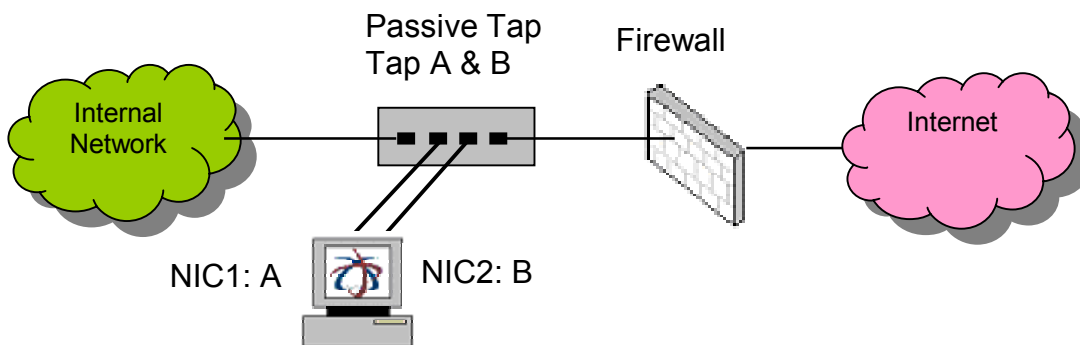 Passive Tap
Tap A & B
Firewall
Internal
Network
Internet
NIC1: A
NIC2: B